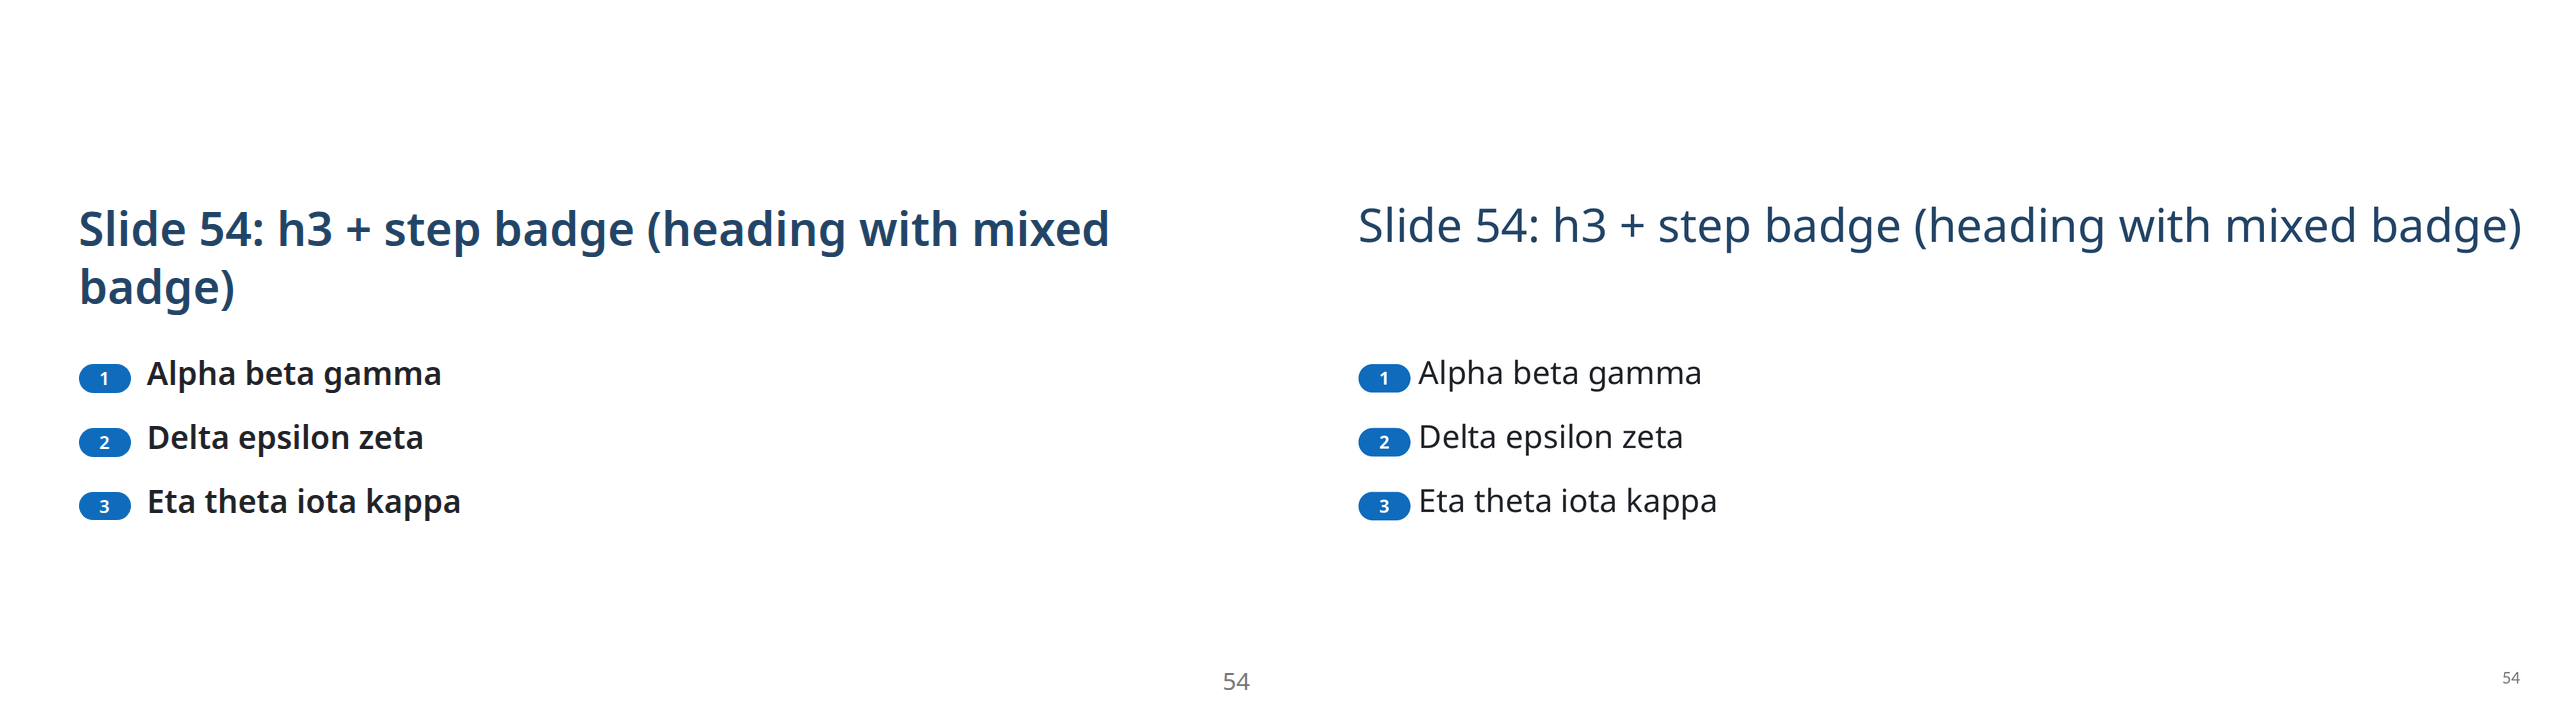 Slide 54: h3 + step badge (heading with mixed
badge)
1 Alpha beta gamma
2 Delta epsilon zeta
3 Eta theta iota kappa
54
Slide 54: h3 + step badge (heading with mixed badge)
1 Alpha beta gamma
2 Delta epsilon zeta
3 Eta theta iota kappa
54